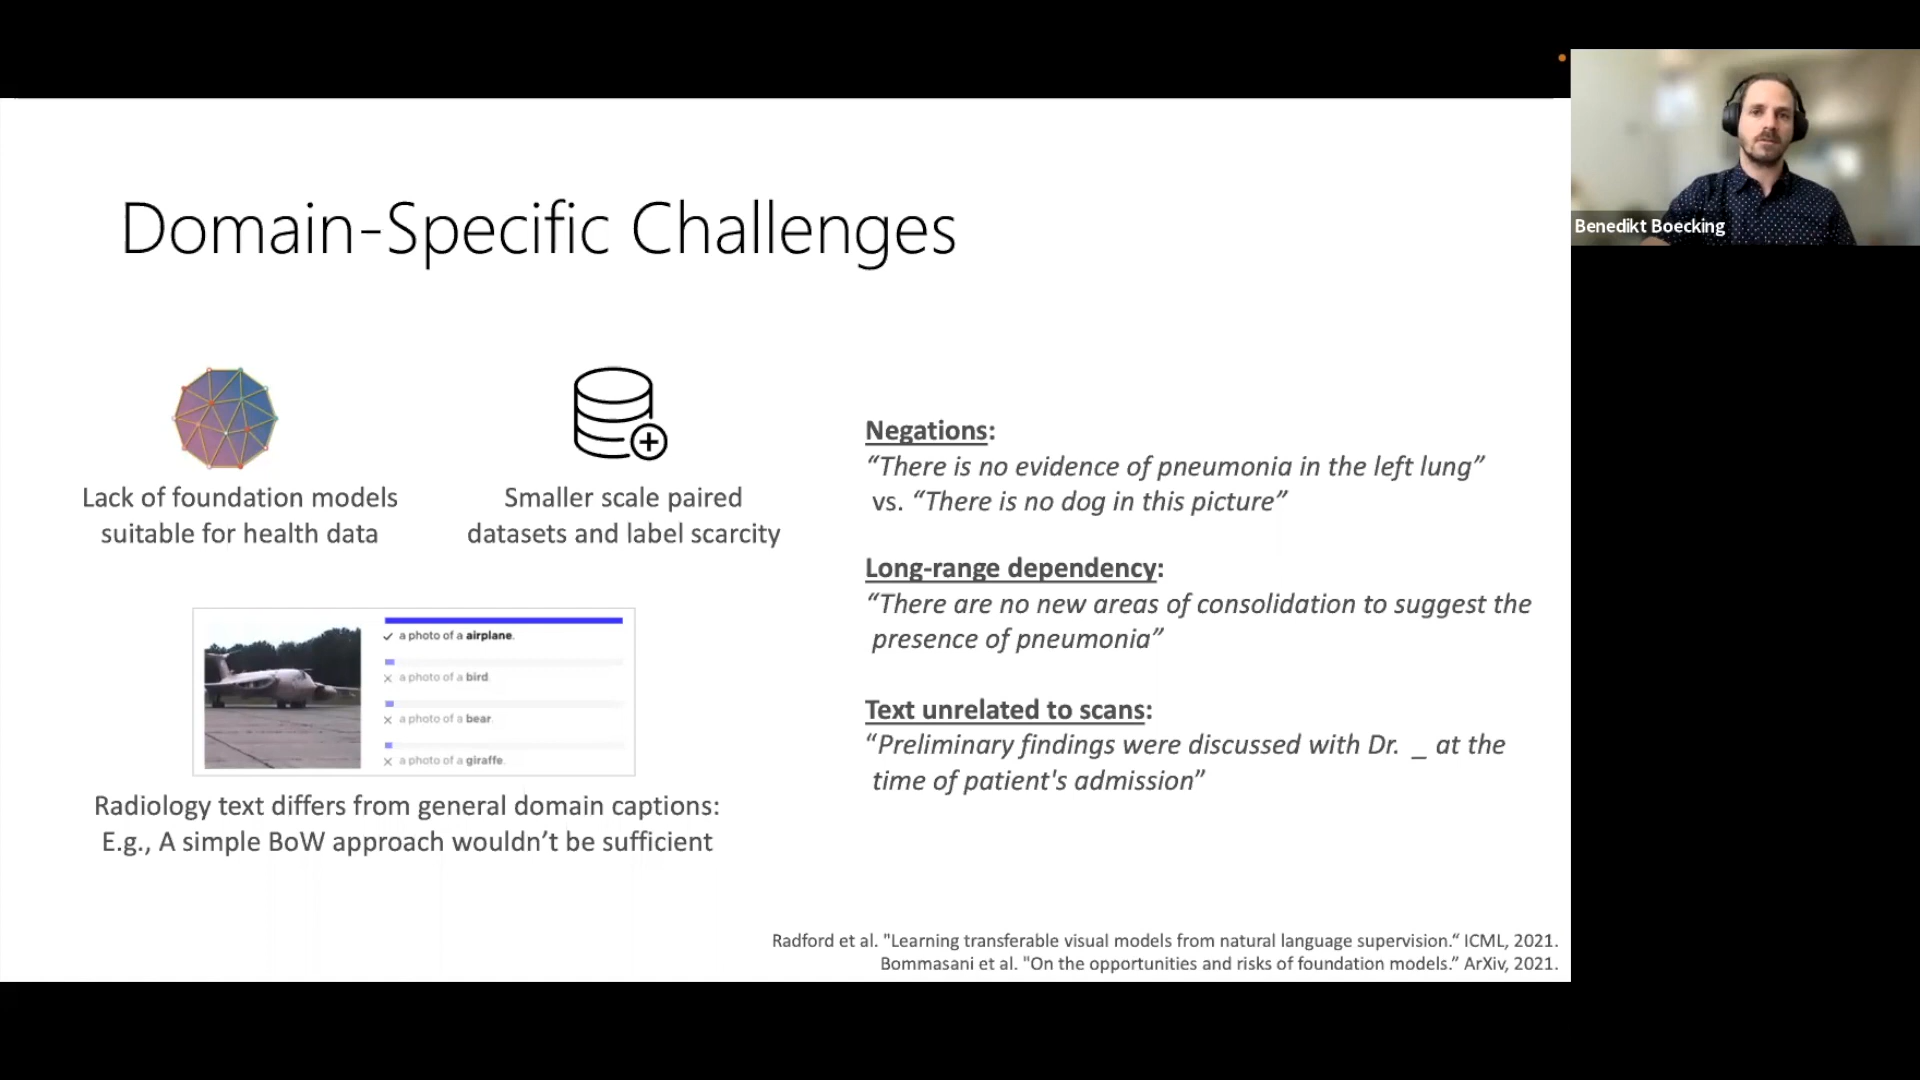 Domain-Specific Challenges
Lack of foundation models
suitable for health data
Smaller scale paired
datasets and label scarcity
a photo of a airplane.
a photo of a bird.
a photo of a bear.
a photo of a giraffe.
Radiology text differs from general domain captions:
E.g., A simple BoW approach wouldn’t be sufficient
Negations:
“There is no evidence of pneumonia in the left lung”
vs. “There is no dog in this picture”
Long-range dependency:
“There are no new areas of consolidation to suggest the
presence of pneumonia”
Text unrelated to scans:
“Preliminary findings were discussed with Dr. _ at the
time of patient's admission”
Radford et al. "Learning transferable visual models from natural language supervision.“ ICML, 2021.
Bommasani et al. "On the opportunities and risks of foundation models.” ArXiv, 2021.
Benedikt Boecking